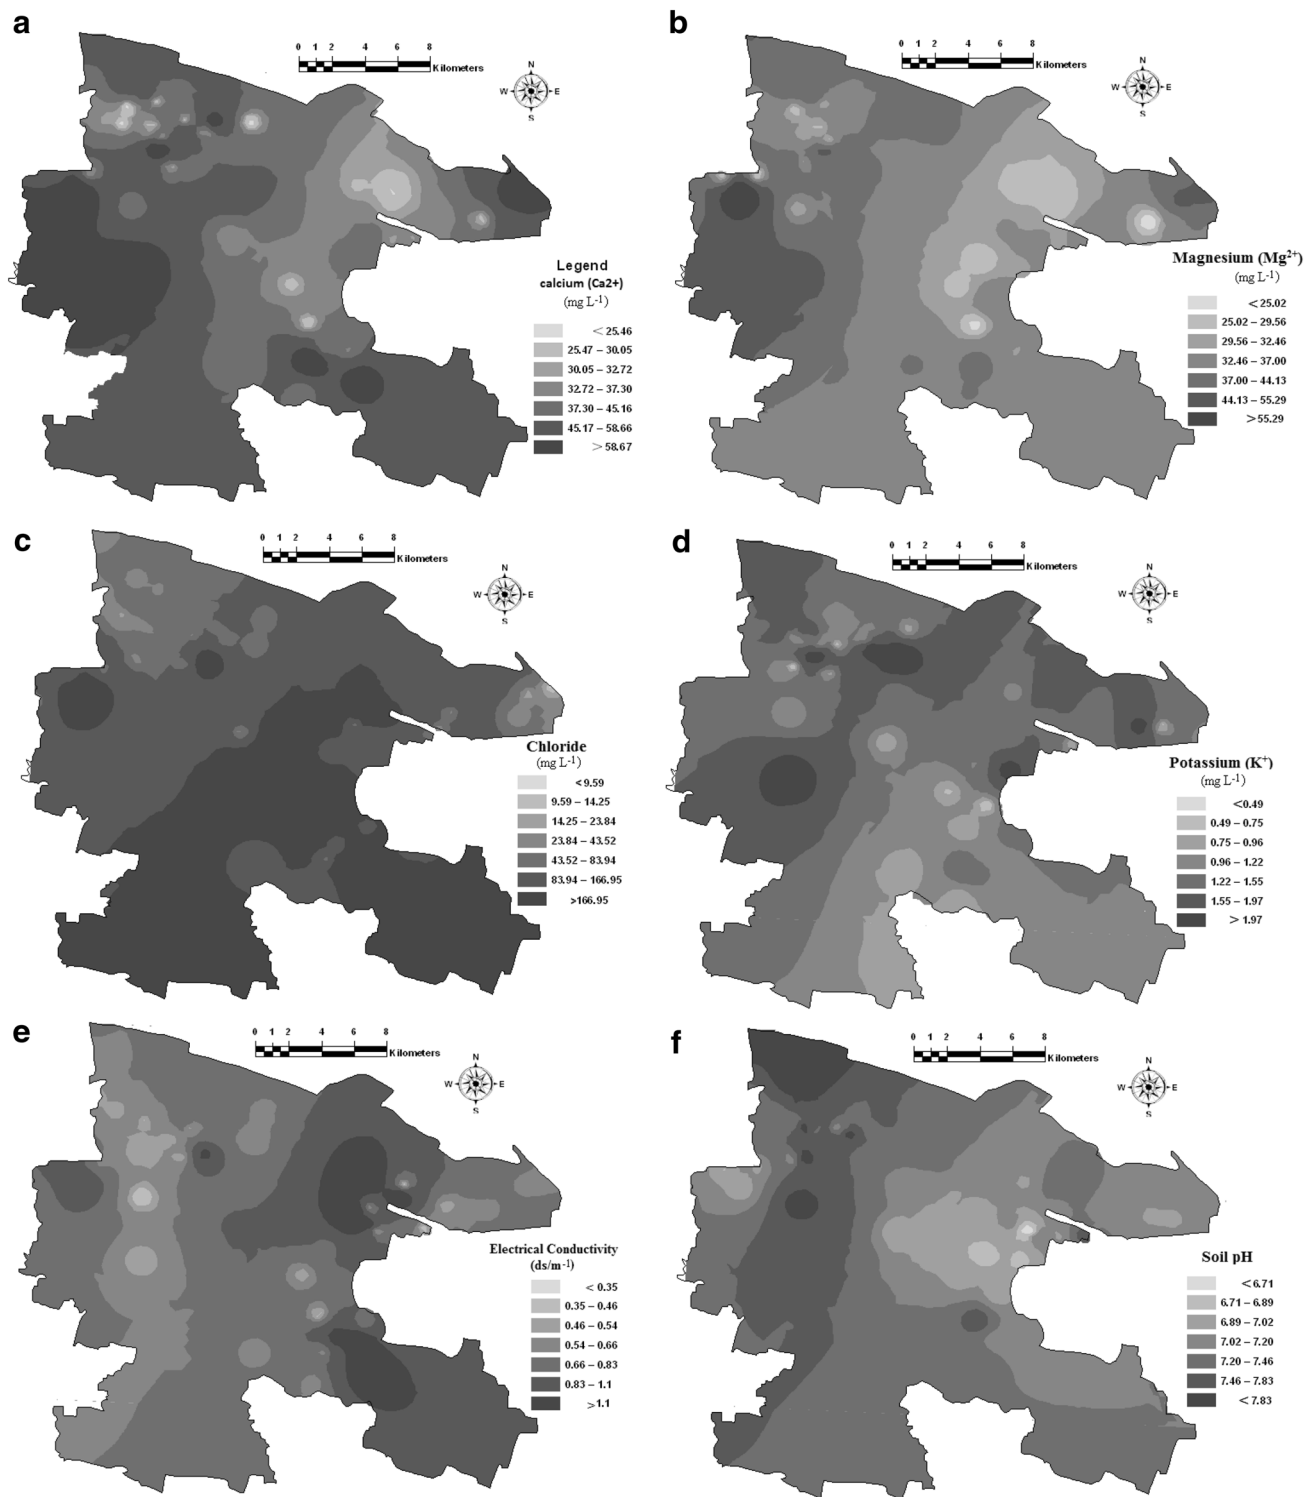 a
0 1 2 4 6 8
Kilometers
N
W E
S
Legend
calcium (Ca2+)
(mg L-1)
< 25.46
25.47 – 30.05
30.05 – 32.72
32.72 – 37.30
37.30 – 45.16
45.17 – 58.66
> 58.67
b
0 1 2 4 6 8
Kilometers
N
W E
S
Magnesium (Mg2+)
(mg L-1)
<25.02
25.02 – 29.56
29.56 – 32.46
32.46 – 37.00
37.00 – 44.13
44.13 – 55.29
>55.29
c
0 1 2 4 6 8
Kilometers
N
W E
S
Chloride
(mg L-1)
<9.59
9.59 – 14.25
14.25 – 23.84
23.84 – 43.52
43.52 – 83.94
83.94 – 166.95
>166.95
d
0 1 2 4 6 8
Kilometers
N
W E
S
Potassium (K+)
(mg L-1)
<0.49
0.49 – 0.75
0.75 – 0.96
0.96 – 1.22
1.22 – 1.55
1.55 – 1.97
> 1.97
e
0 1 2 4 6 8
Kilometers
N
W E
S
Electrical Conductivity
(ds/m-1)
< 0.35
0.35 – 0.46
0.46 – 0.54
0.54 – 0.66
0.66 – 0.83
0.83 – 1.1
>1.1
f
0 1 2 4 6 8
Kilometers
N
W E
S
Soil pH
<6.71
6.71 – 6.89
6.89 – 7.02
7.02 – 7.20
7.20 – 7.46
7.46 – 7.83
<7.83